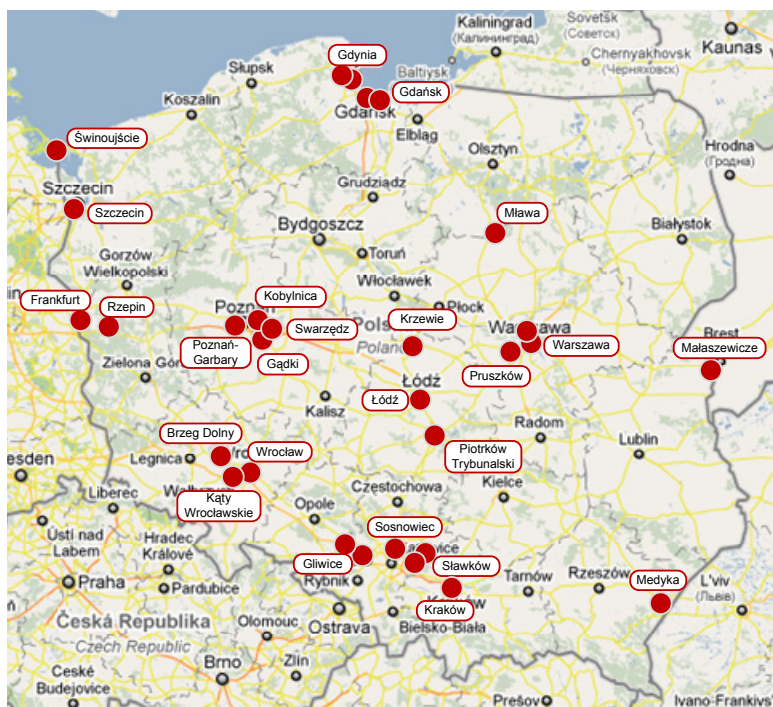 Kaliningrad
(Калининград)
Sovetsk
(Советск)
Kaunas
Gdynia
Baltiysk
Chernyakhovsk
(Черняховск)
Słupsk
Koszalin
Gdańsk
Gdańsk
Elbląg
Świnoujście
Olsztyn
Hrodna
(Гродна)
Szczecin
Szczecin
Grudziądz
Mława
Bydgoszcz
Białystok
Toruń
Gorzów
Wielkopolski
Włocławek
Płock
Frankfurt
Rzepin
Kobylnica
Poznań
Swarzędz
Krzewie
Warszawa
Warszawa
Brest
Poznań-
Garbary
Poland
Gądki
Pruszków
Małaszewicze
Zielona Gó
Łódź
Łódź
Kalisz
Radom
Brzeg Dolny
Wrocław
Piotrków
Trybunalski
Lublin
Legnica
Kąty
Wrocławskie
Częstochowa
Kielce
Liberec
Opole
Ústí nad
Labem
Hradec
Králové
Sosnowiec
Gliwice
Sławków
Rybnik
Tarnów
Rzeszów
Medyka
L'viv
(Львів)
Praha
Pardubice
Kraków
Česká Republika
Czech Republic
Olomouc
Ostrava
Bielsko-Biała
Brno
Zlín
České
Budejovice
Prešov
Ivano-Frankivs'